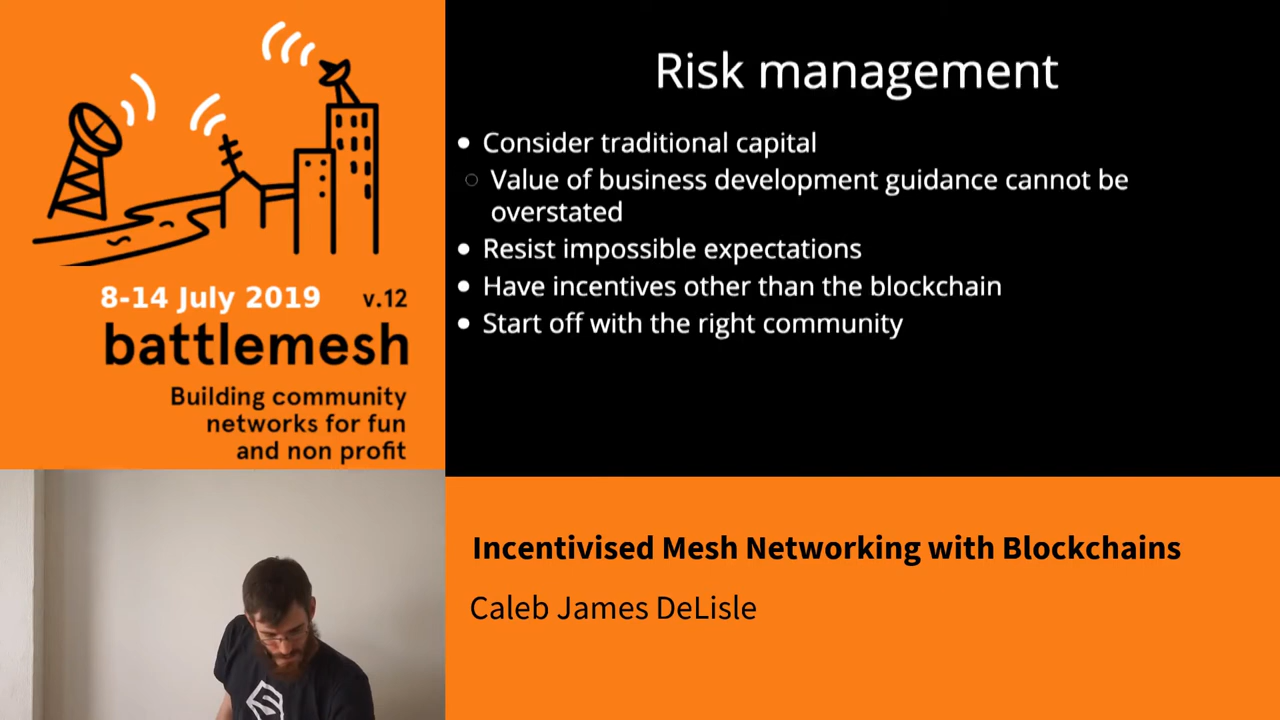 8-14 July 2019 v.12
battlemesh
Building community
networks for fun
and non profit
Risk management
Consider traditional capital
Value of business development guidance cannot be
overstated
Resist impossible expectations
Have incentives other than the blockchain
Start off with the right community
Incentivised Mesh Networking with Blockchains
Caleb James DeLisle